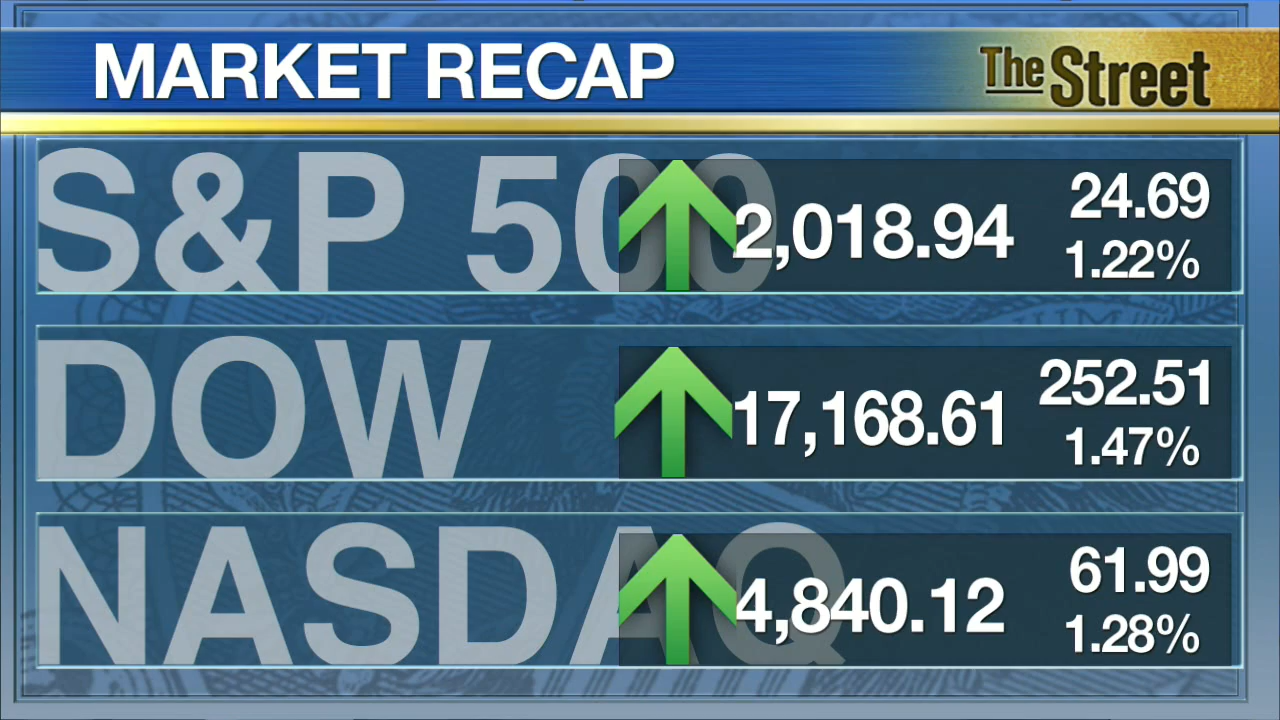 MARKET RECAP
The Street
S&P 500
2,018.94
24.69
1.22%
DOW
17,168.61
252.51
1.47%
NASDAQ
4,840.12
61.99
1.28%